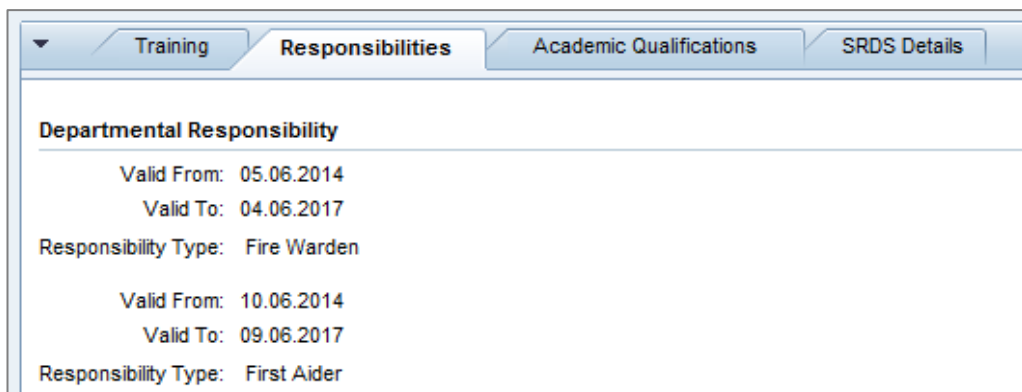 Training Responsibilities Academic Qualifications SRDS Details
Departmental Responsibility
Valid From: 05.06.2014
Valid To: 04.06.2017
Responsibility Type: Fire Warden
Valid From: 10.06.2014
Valid To: 09.06.2017
Responsibility Type: First Aider